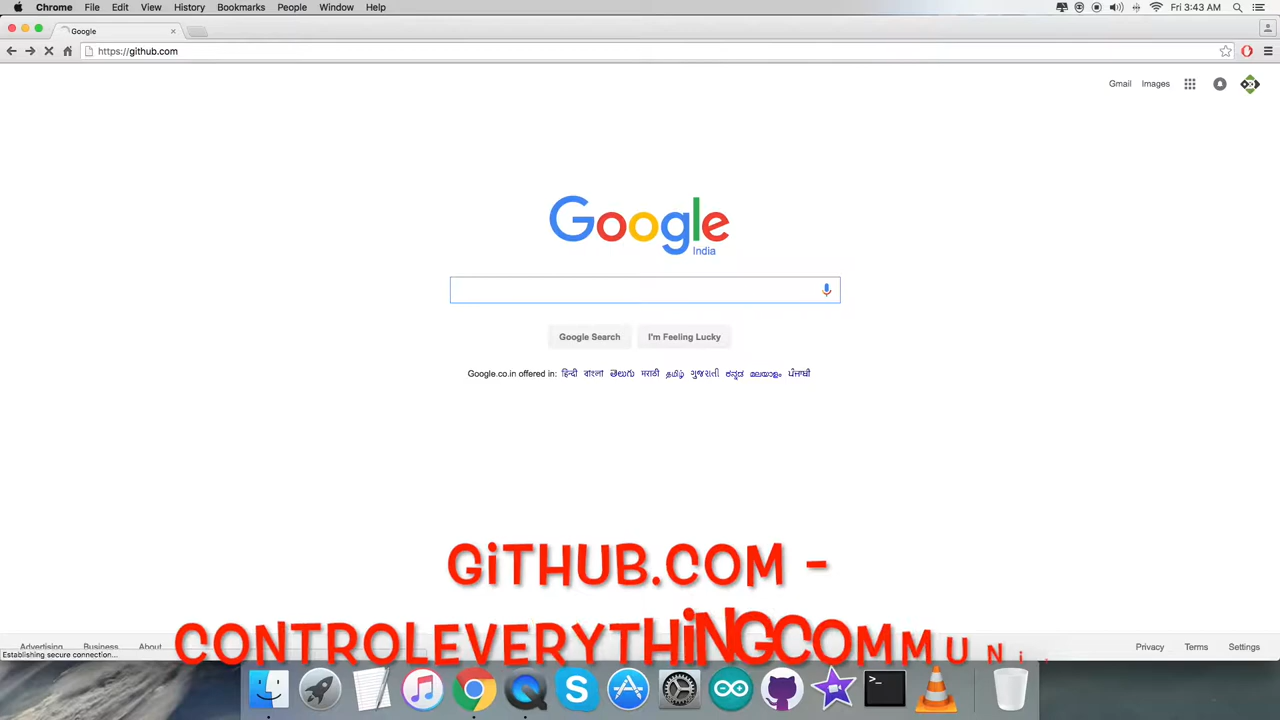 Chrome File Edit View History Bookmarks People Window Help Fri 3:43 AM
Google
https://github.com
Gmail Images
Google
India
Google Search I'm Feeling Lucky
Google.co.in offered in: हिन्दी বাংলা తెలుగు मराठी தமிழ் ગુજરાતી ಕನ್ನಡ മലയാളം ਪੰਜਾਬੀ
GiTHUB.COM -
CONTROLEVERYTHiNGCOMMUNi
Advertising Business About Privacy Terms Settings
Establishing secure connection...